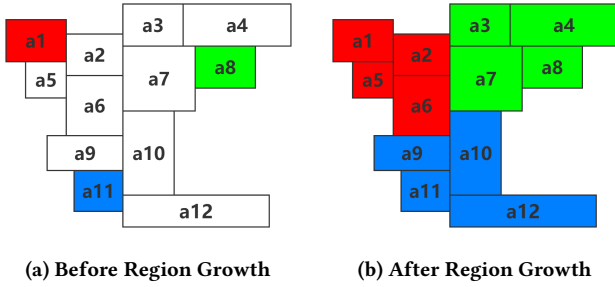 a1
a2
a3
a4
a5
a6
a7
a8
a9
a10
a11
a12
(a) Before Region Growth
a1
a2
a3
a4
a5
a6
a7
a8
a9
a10
a11
a12
(b) After Region Growth